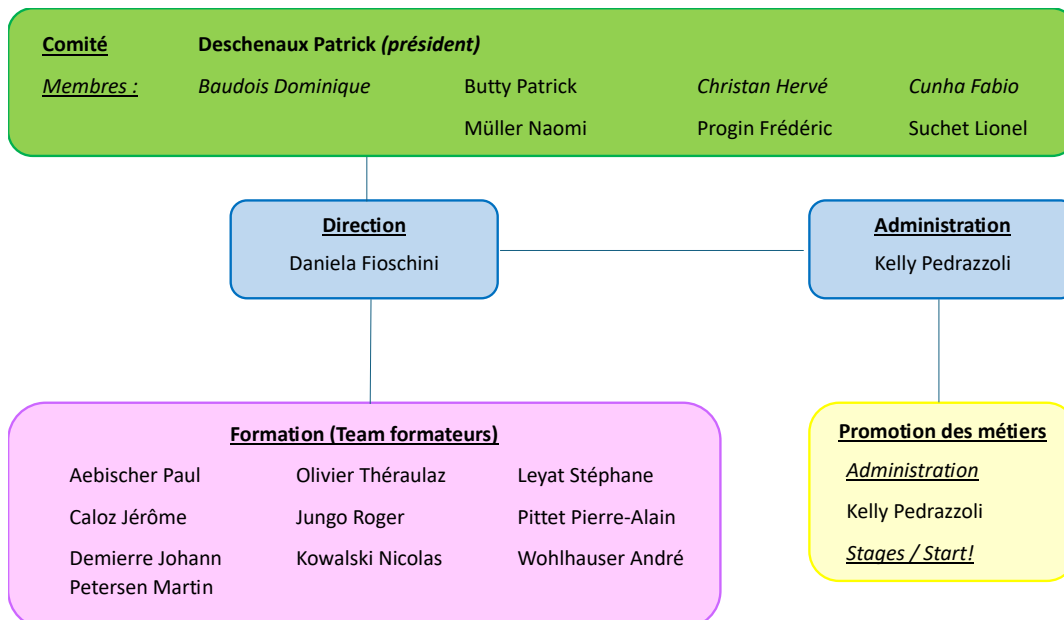 Comité Deschenaux Patrick (président)
Membres : Baudois Dominique Butty Patrick Christan Hervé Cunha Fabio
Müller Naomi Progin Frédéric Suchet Lionel
Direction
Daniela Fioschini
Administration
Kelly Pedrazzoli
Formation (Team formateurs)
Aebischer Paul Olivier Théraulaz Leyat Stéphane
Caloz Jérôme Jungo Roger Pittet Pierre-Alain
Demierre Johann Kowalski Nicolas Wohlhauser André
Petersen Martin
Promotion des métiers
Administration
Kelly Pedrazzoli
Stages / Start!